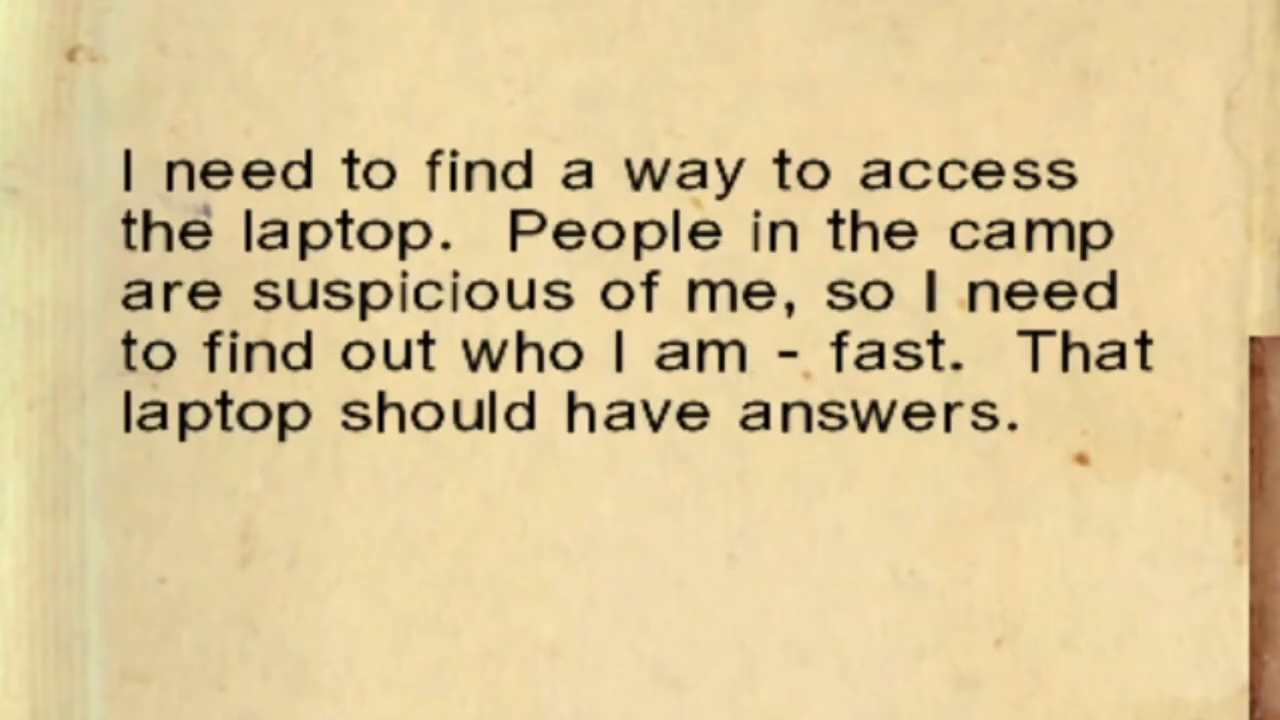 I need to find a way to access
the laptop.  People in the camp
are suspicious of me, so I need
to find out who I am - fast.  That
laptop should have answers.